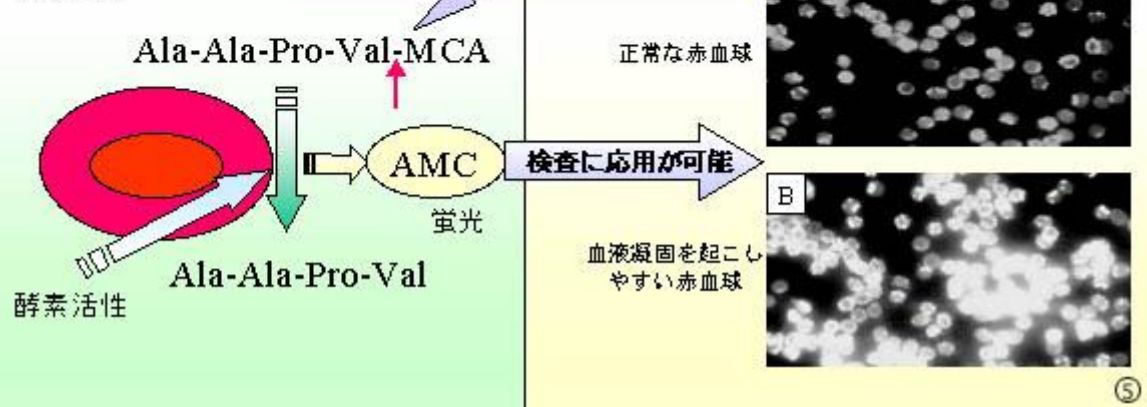 Ala-Ala-Pro-Val-MCA
AMC
蛍光
Ala-Ala-Pro-Val
酵素活性
検査に応用が可能
正常な赤血球
B
血液凝固を起こし
やすい赤血球
⑤